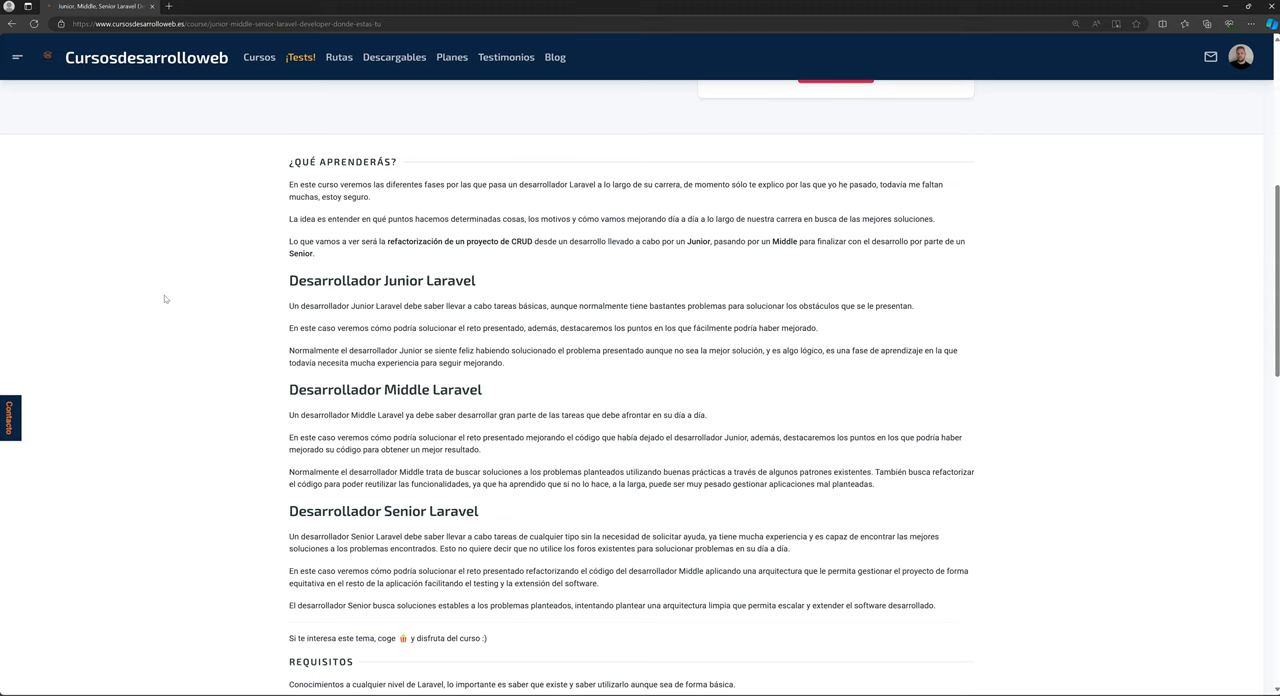 Junior, Middle, Senior Laravel De
https://www.cursosdesarrolloweb.es/course/junior-middle-senior-laravel-developer-donde-estas-tu
Cursosdesarrolloweb
Cursos
¡Tests!
Rutas
Descargables
Planes
Testimonios
Blog
¿QUÉ APRENDERÁS?
En este curso veremos las diferentes fases por las que pasa un desarrollador Laravel a lo largo de su carrera, de momento sólo te explico por las que yo he pasado, todavía me faltan
muchas, estoy seguro.
La idea es entender en qué puntos hacemos determinadas cosas, los motivos y cómo vamos mejorando día a día a lo largo de nuestra carrera en busca de las mejores soluciones.
Lo que vamos a ver será la refactorización de un proyecto de CRUD desde un desarrollo llevado a cabo por un Junior, pasando por un Middle para finalizar con el desarrollo por parte de un
Senior.
Desarrollador Junior Laravel
Un desarrollador Junior Laravel debe saber llevar a cabo tareas básicas, aunque normalmente tiene bastantes problemas para solucionar los obstáculos que se le presentan.
En este caso veremos cómo podría solucionar el reto presentado, además, destacaremos los puntos en los que fácilmente podría haber mejorado.
Normalmente el desarrollador Junior se siente feliz habiendo solucionado el problema presentado aunque no sea la mejor solución, y es algo lógico, es una fase de aprendizaje en la que
todavía necesita mucha experiencia para seguir mejorando.
Desarrollador Middle Laravel
Un desarrollador Middle Laravel ya debe saber desarrollar gran parte de las tareas que debe afrontar en su día a día.
En este caso veremos cómo podría solucionar el reto presentado mejorando el código que había dejado el desarrollador Junior, además, destacaremos los puntos en los que podría haber
mejorado su código para obtener un mejor resultado.
Normalmente el desarrollador Middle trata de buscar soluciones a los problemas planteados utilizando buenas prácticas a través de algunos patrones existentes. También busca refactorizar
el código para poder reutilizar las funcionalidades, ya que ha aprendido que si no lo hace, a la larga, puede ser muy pesado gestionar aplicaciones mal planteadas.
Contacto
Desarrollador Senior Laravel
Un desarrollador Senior Laravel debe saber llevar a cabo tareas de cualquier tipo sin la necesidad de solicitar ayuda, ya tiene mucha experiencia y es capaz de encontrar las mejores
soluciones a los problemas encontrados. Esto no quiere decir que no utilice los foros existentes para solucionar problemas en su día a día.
En este caso veremos cómo podría solucionar el reto presentado refactorizando el código del desarrollador Middle aplicando una arquitectura que le permita gestionar el proyecto de forma
equitativa en el resto de la aplicación facilitando el testing y la extensión del software.
El desarrollador Senior busca soluciones estables a los problemas planteados, intentando plantear una arquitectura limpia que permita escalar y extender el software desarrollado.
Si te interesa este tema, coge 🍿 y disfruta del curso :)
REQUISITOS
Conocimientos a cualquier nivel de Laravel, lo importante es saber que existe y saber utilizarlo aunque sea de forma básica.